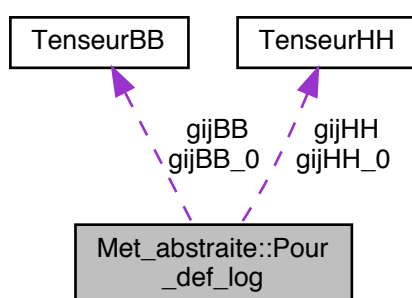 TenseurBB
TenseurHH
gijBB
gijBB_0
gijHH
gijHH_0
Met_abstraite::Pour
_def_log